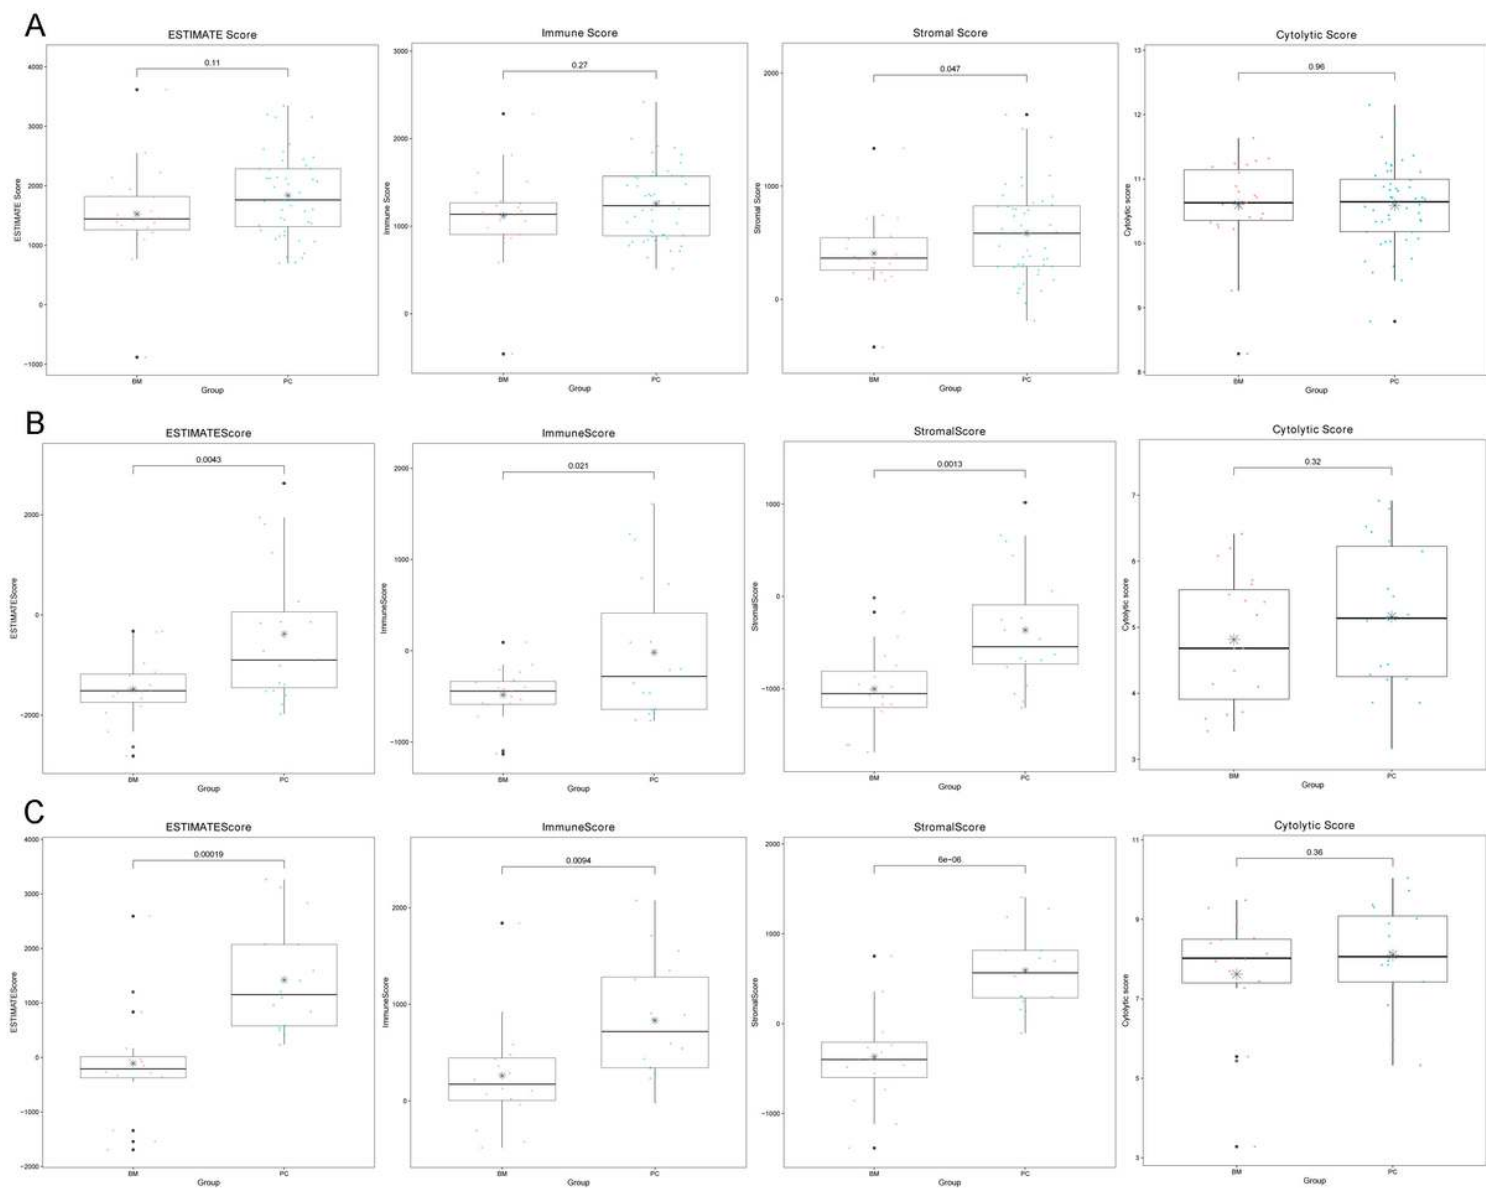 A
ESTIMATE Score
Immune Score
Stromal Score
Cytolytic Score
0.11
0.27
0.047
0.96
ESTIMATE Score
4000
3000
2000
1000
0
−1000
BM
PC
Group
Immune Score
3000
2000
1000
0
BM
PC
Group
Stromal Score
2000
1000
0
BM
PC
Group
Cytolytic score
13
12
11
10
9
8
BM
PC
Group
B
ESTIMATEScore
ImmuneScore
StromalScore
Cytolytic Score
0.0043
0.021
0.0013
0.32
ESTIMATEScore
2000
0
−2000
BM
PC
Group
ImmuneScore
2000
1000
0
−1000
BM
PC
Group
StromalScore
1000
0
−1000
BM
PC
Group
Cytolytic score
7
6
5
4
3
BM
PC
Group
C
ESTIMATEScore
ImmuneScore
StromalScore
Cytolytic Score
0.00019
0.0094
6e−06
0.36
ESTIMATEScore
4000
3000
2000
1000
0
−1000
−2000
BM
PC
Group
ImmuneScore
2000
1000
0
BM
PC
Group
StromalScore
2000
1000
0
−1000
BM
PC
Group
Cytolytic score
11
9
7
5
3
BM
PC
Group